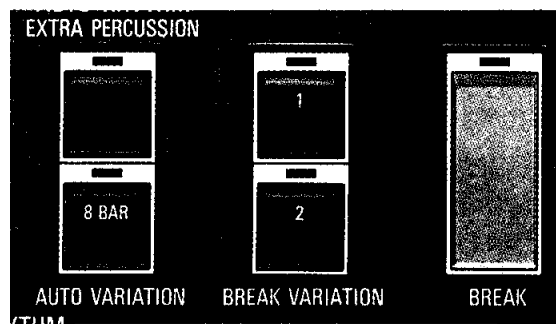 EXTRA PERCUSSION
1
8 BAR
2
AUTO VARIATION
BREAK VARIATION
BREAK